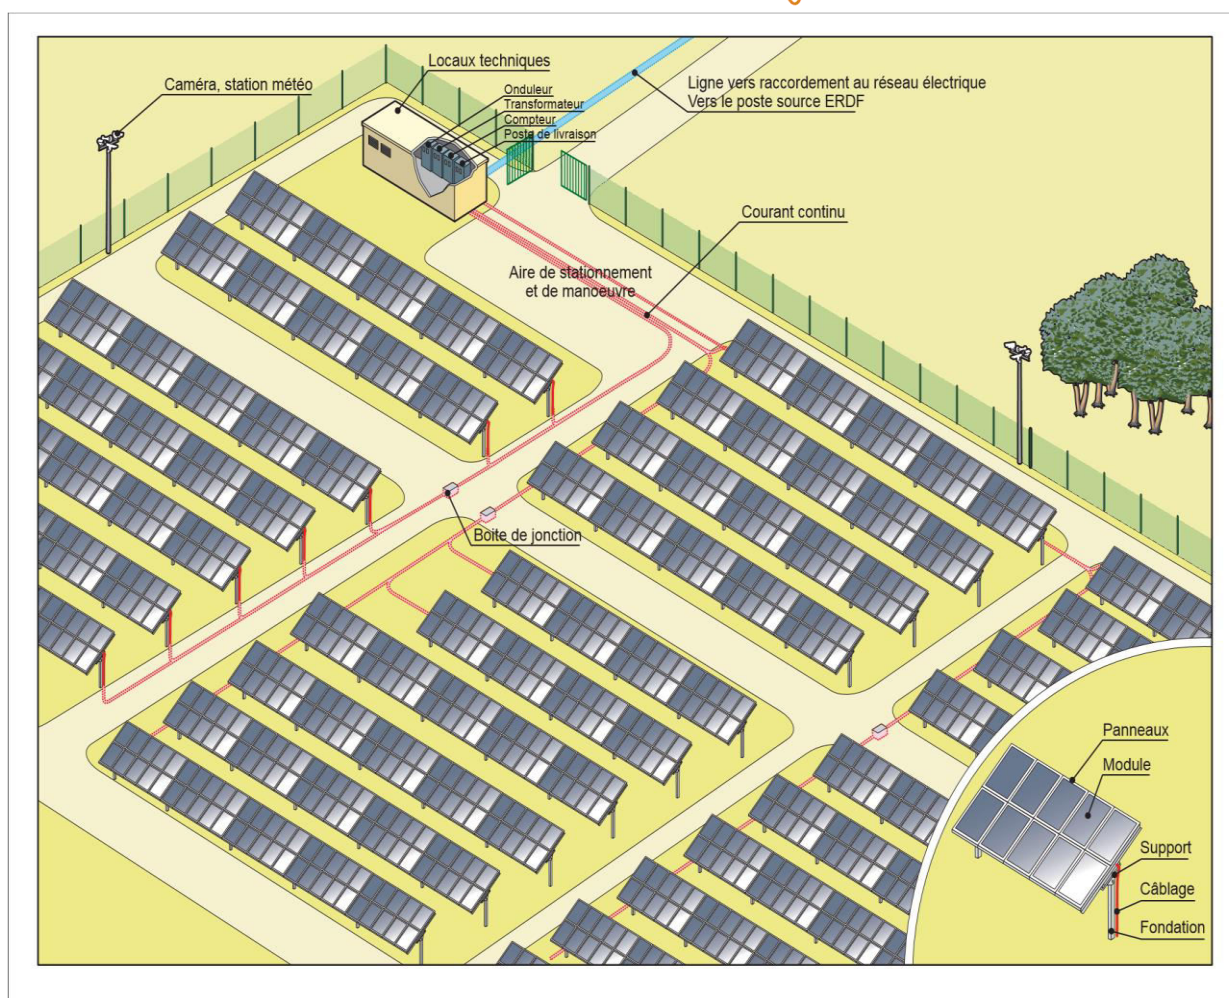 Locaux techniques
Caméra, station météo
Onduleur
Transformateur
Compteur
Poste de livraison
Ligne vers raccordement au réseau électrique
Vers le poste source ERDF
Courant continu
Aire de stationnement
et de manoeuvre
Boite de jonction
Panneaux
Module
Support
Câblage
Fondation